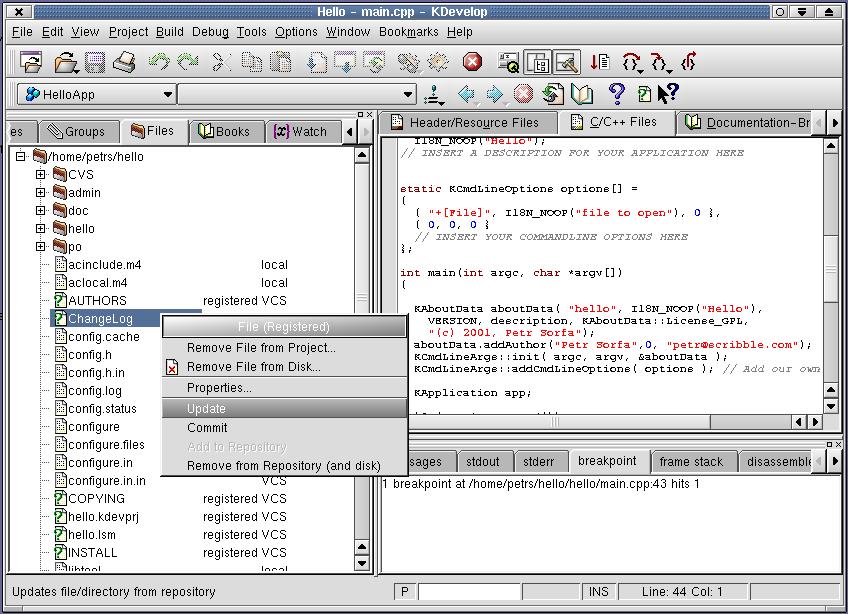 Hello - main.cpp - KDevelop
File Edit View Project Build Debug Tools Options Window Bookmarks Help
HelloApp
es Groups Files Books Watch
/home/petrs/hello
CVS
admin
doc
hello
po
acinclude.m4 local
aclocal.m4 local
AUTHORS registered VCS
ChangeLog
config.cache
config.h
config.h.in
config.log
config.status
configure
configure.files
configure.in
configure.in.in
COPYING registered VCS
hello.kdevprj registered VCS
hello.lsm registered VCS
INSTALL registered VCS
libtool local
File (Registered)
Remove File from Project...
Remove File from Disk...
Properties...
Update
Commit
Add to Repository
Remove from Repository (and disk)
Header/Resource Files C/C++ Files Documentation-Br
I18N_NOOP("Hello");
// INSERT A DESCRIPTION FOR YOUR APPLICATION HERE
static KCmdLineOptions options[] =
{
{ "+[File]", I18N_NOOP("file to open"), 0 },
{ 0, 0, 0 }
// INSERT YOUR COMMANDLINE OPTIONS HERE
};
int main(int argc, char *argv[])
{
KAboutData aboutData( "hello", I18N_NOOP("Hello"),
VERSION, description, KAboutData::License_GPL,
"(c) 2001, Petr Sorfa");
aboutData.addAuthor("Petr Sorfa",0, "petr@scribble.com");
KCmdLineArgs::init( argc, argv, &aboutData );
KCmdLineArgs::addCmdLineOptions( options ); // Add our own
KApplication app;
sages stdout stderr breakpoint frame stack disassemble
1 breakpoint at /home/petrs/hello/hello/main.cpp:43 hits 1
Updates file/directory from repository P INS Line: 44 Col: 1